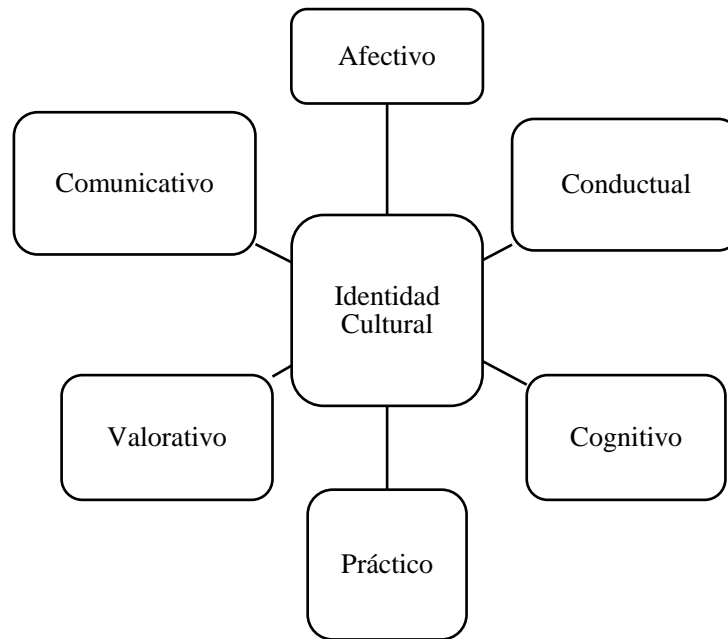 Afectivo
Comunicativo
Conductual
Identidad
Cultural
Valorativo
Cognitivo
Práctico